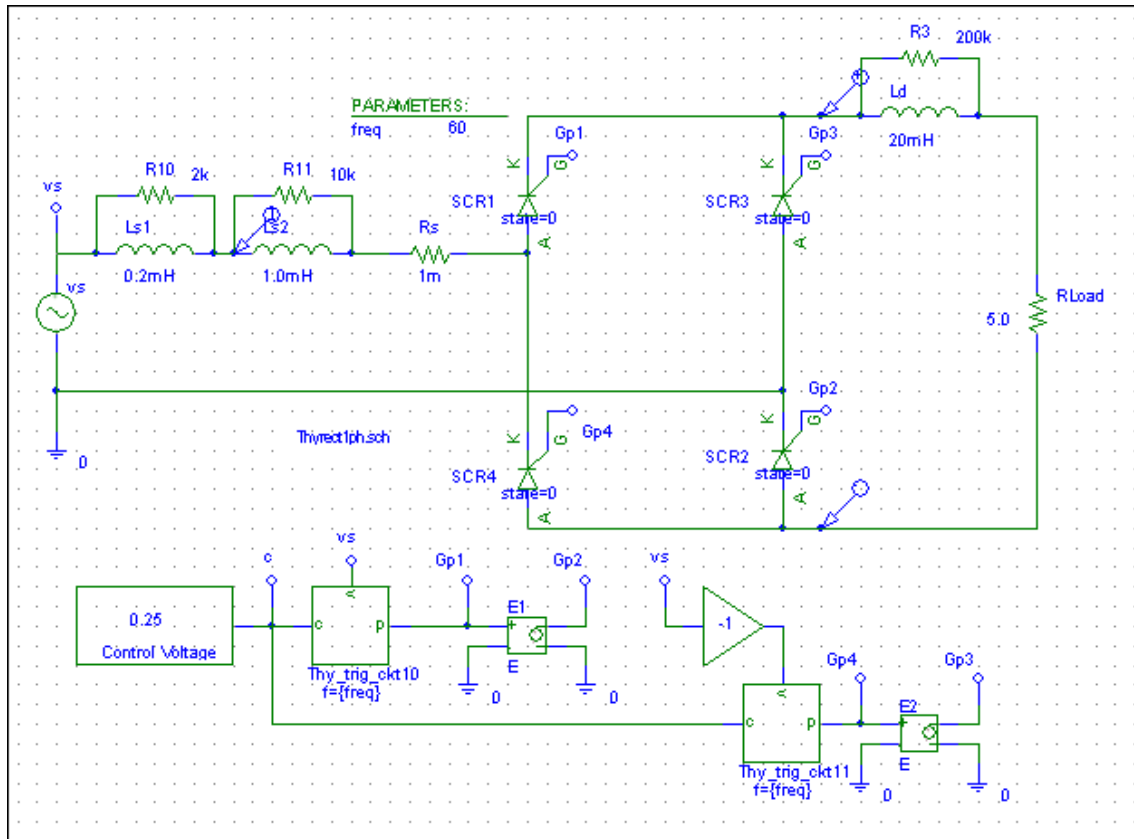 R3
200k
Ld
20mH
PARAMETERS:
freq 60
Gp1
Gp3
K
G
K
G
R10
2k
R11
10k
vs
SCR1
state=0
SCR3
state=0
Ls1
Ls2
Rs
A
A
0.2mH
1.0mH
1m
vs
RLoad
5.0
Gp2
K
G
Gp4
K
G
Thyrect1ph.sch
0
SCR4
state=0
SCR2
state=0
A
A
c
vs
Gp1
Gp2
vs
0.25
Control Voltage
A
c
p
E1
+
E
-1
Thy_trig_ckt10
f={freq}
0
0
Gp4
Gp3
A
c
p
E2
+
E
Thy_trig_ckt11
f={freq}
0
0